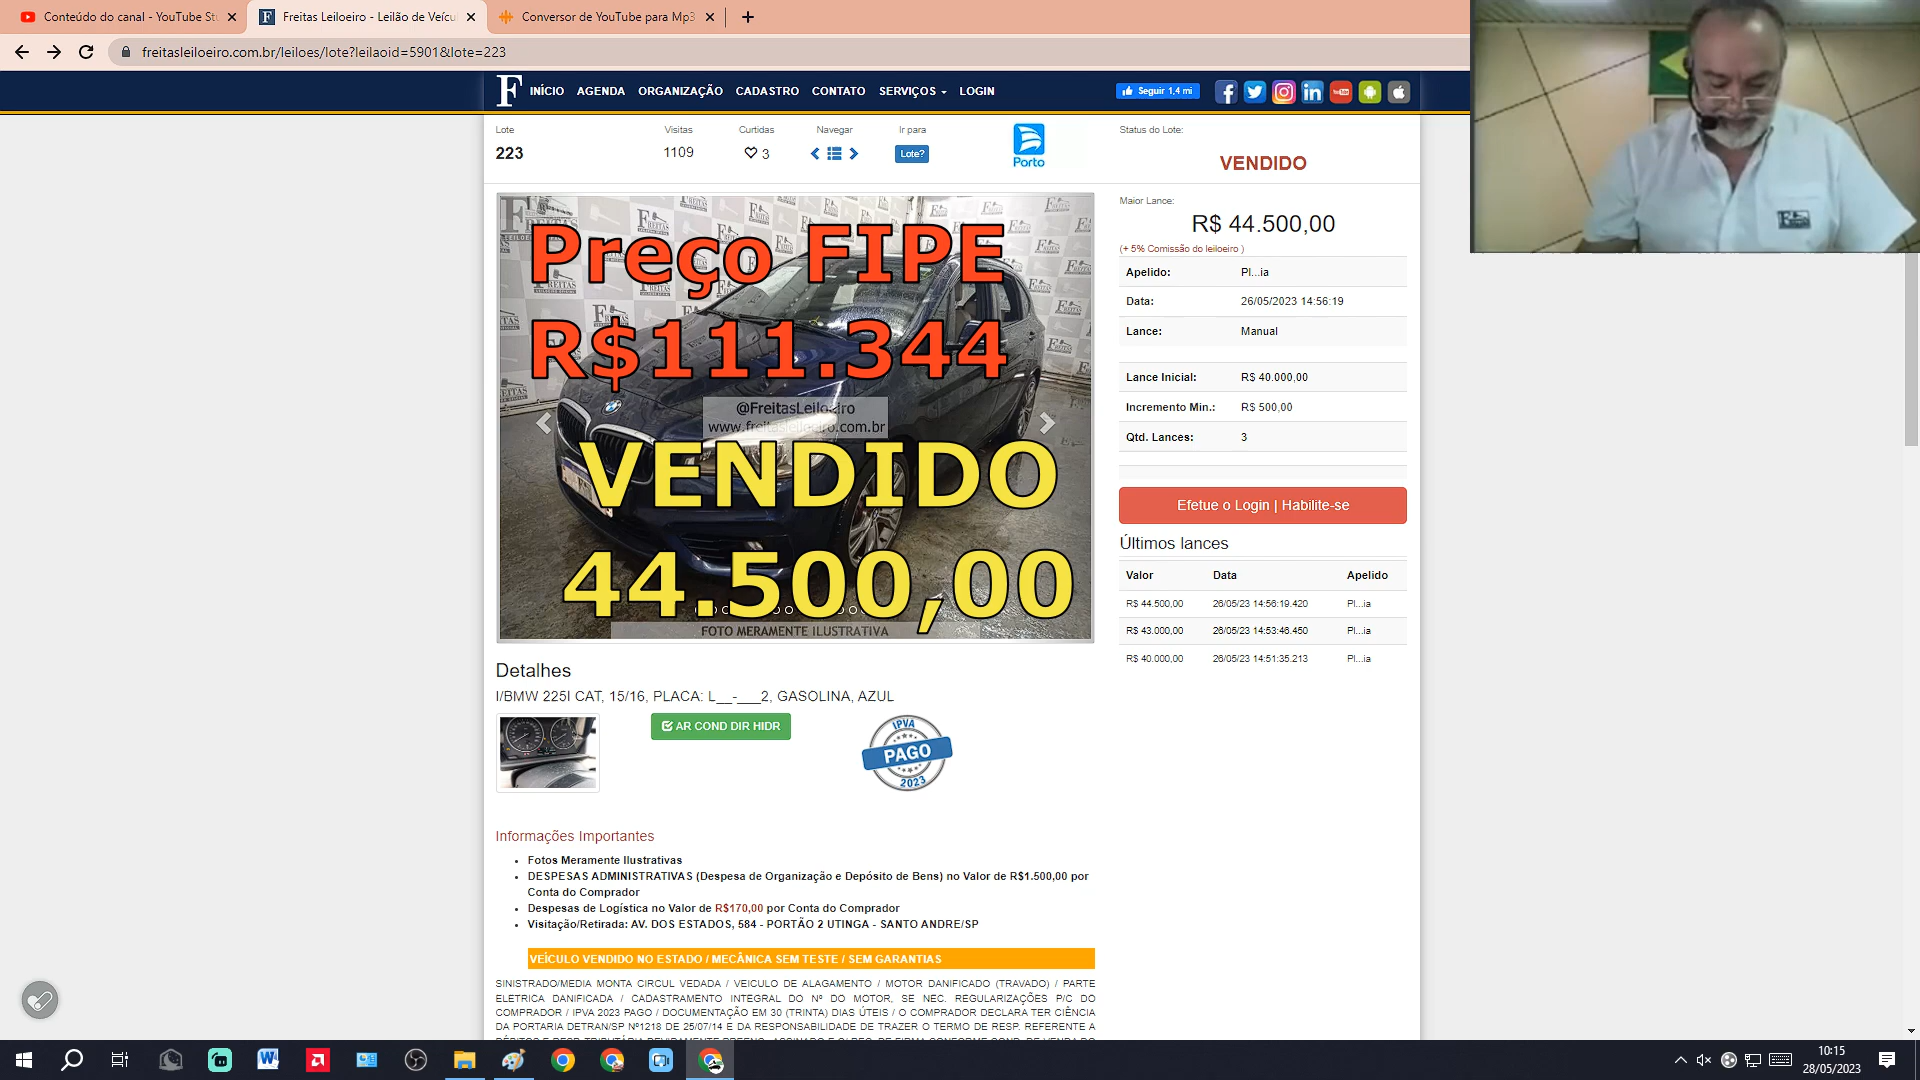 Conteúdo do canal - YouTube Stu
Freitas Leiloeiro - Leilão de Veícu
Conversor de YouTube para Mp3
freitasleiloeiro.com.br/leiloes/lote?leilaoid=5901&lote=223
F INÍCIO AGENDA ORGANIZAÇÃO CADASTRO CONTATO SERVIÇOS LOGIN
Seguir 1,4 mi
Lote Visitas Curtidas Navegar Ir para
223 1109 3 Lote?
Porto
Status do Lote:
VENDIDO
Preço FIPE
R$111.344
@FreitasLeiloeiro
www.freitasleiloeiro.com.br
VENDIDO
44.500,00
FOTO MERAMENTE ILUSTRATIVA
Maior Lance:
R$ 44.500,00
(+ 5% Comissão do leiloeiro )
Apelido: Pl...ia
Data: 26/05/2023 14:56:19
Lance: Manual
Lance Inicial: R$ 40.000,00
Incremento Min.: R$ 500,00
Qtd. Lances: 3
Efetue o Login | Habilite-se
Últimos lances
Valor Data Apelido
R$ 44.500,00 26/05/23 14:56:19.420 Pl...ia
R$ 43.000,00 26/05/23 14:53:46.450 Pl...ia
R$ 40.000,00 26/05/23 14:51:35.213 Pl...ia
Detalhes
I/BMW 225I CAT, 15/16, PLACA: L__-___2, GASOLINA, AZUL
AR COND DIR HIDR
IPVA
PAGO
2023
Informações Importantes
Fotos Meramente Ilustrativas
DESPESAS ADMINISTRATIVAS (Despesa de Organização e Depósito de Bens) no Valor de R$1.500,00 por
Conta do Comprador
Despesas de Logística no Valor de R$170,00 por Conta do Comprador
Visitação/Retirada: AV. DOS ESTADOS, 584 - PORTÃO 2 UTINGA - SANTO ANDRE/SP
VEÍCULO VENDIDO NO ESTADO / MECÂNICA SEM TESTE / SEM GARANTIAS
SINISTRADO/MEDIA MONTA CIRCUL VEDADA / VEICULO DE ALAGAMENTO / MOTOR DANIFICADO (TRAVADO) / PARTE
ELETRICA DANIFICADA / CADASTRAMENTO INTEGRAL DO Nº DO MOTOR, SE NEC. REGULARIZAÇÕES P/C DO
COMPRADOR / IPVA 2023 PAGO / DOCUMENTAÇÃO EM 30 (TRINTA) DIAS ÚTEIS / O COMPRADOR DECLARA TER CIÊNCIA
DA PORTARIA DETRAN/SP Nº1218 DE 25/07/14 E DA RESPONSABILIDADE DE TRAZER O TERMO DE RESP. REFERENTE A
10:15
28/05/2023